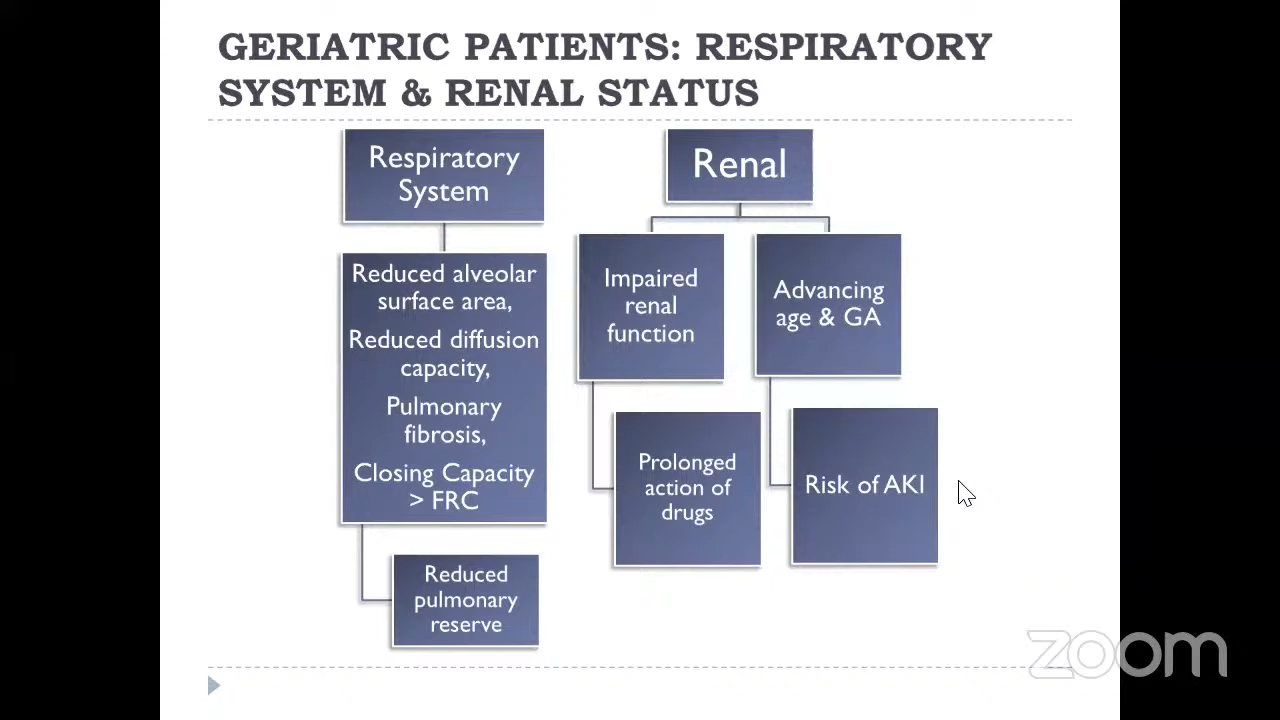 GERIATRIC PATIENTS: RESPIRATORY
SYSTEM & RENAL STATUS
Respiratory
System
Reduced alveolar
surface area,
Reduced diffusion
capacity,
Pulmonary
fibrosis,
Closing Capacity
> FRC
Reduced
pulmonary
reserve
Renal
Impaired
renal
function
Prolonged
action of
drugs
Advancing
age & GA
Risk of AKI
zoom